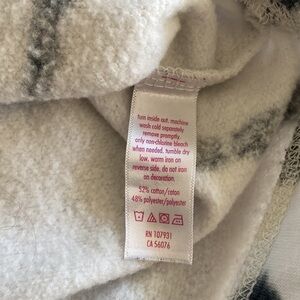 turn inside out. machine
wash cold separately
remove promptly.
only non-chlorine bleach
when needed. tumble dry
low. warm iron on
reverse side. do not iron
on decoration.
52% cotton/coton
48% polyester/polyester
RN 107931
CA 56076